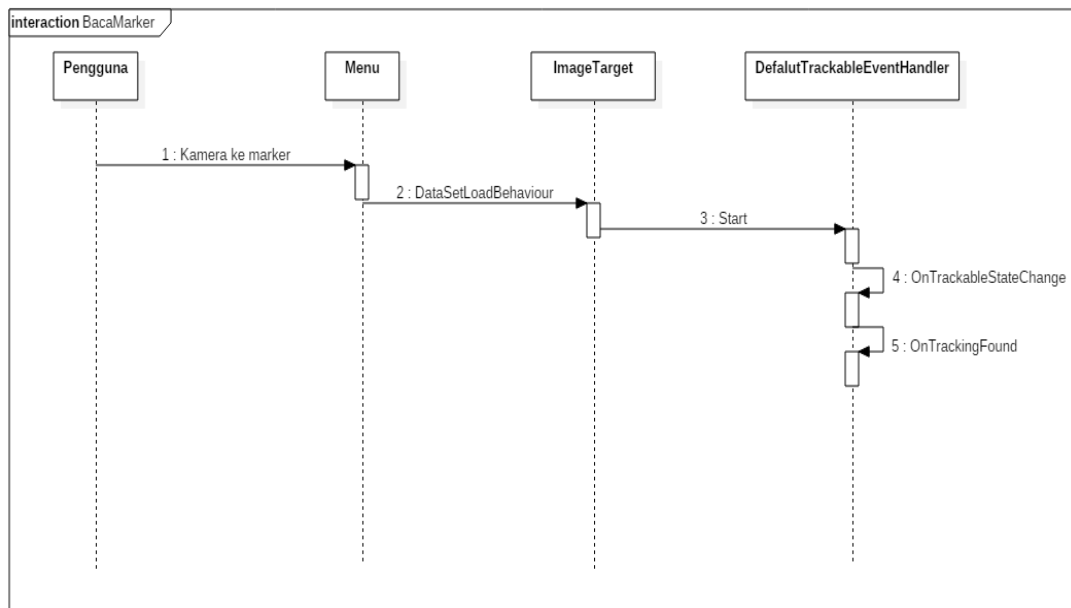 interaction BacaMarker
Pengguna
Menu
ImageTarget
DefalutTrackableEventHandler
1 : Kamera ke marker
2 : DataSetLoadBehaviour
3 : Start
4 : OnTrackableStateChange
5 : OnTrackingFound